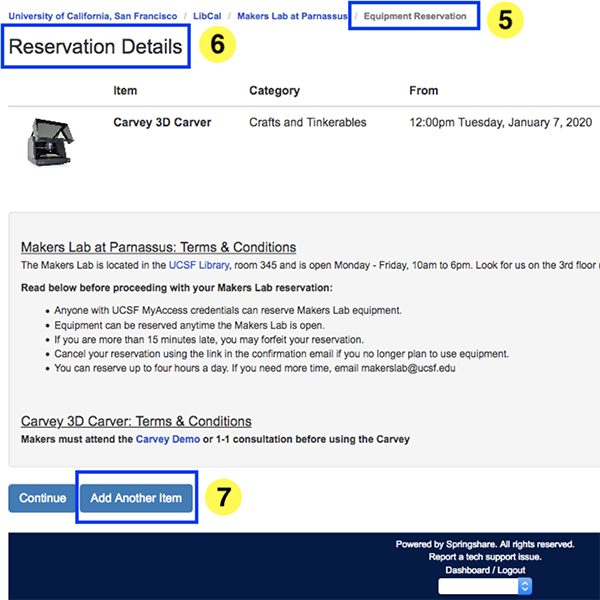 University of California, San Francisco / LibCal / Makers Lab at Parnassus / Equipment Reservation 5
Reservation Details 6
Item Category From
Carvey 3D Carver Crafts and Tinkerables 12:00pm Tuesday, January 7, 2020
Makers Lab at Parnassus: Terms & Conditions
The Makers Lab is located in the UCSF Library, room 345 and is open Monday - Friday, 10am to 6pm. Look for us on the 3rd floor
Read below before proceeding with your Makers Lab reservation:
• Anyone with UCSF MyAccess credentials can reserve Makers Lab equipment.
• Equipment can be reserved anytime the Makers Lab is open.
• If you are more than 15 minutes late, you may forfeit your reservation.
• Cancel your reservation using the link in the confirmation email if you no longer plan to use equipment.
• You can reserve up to four hours a day. If you need more time, email makerslab@ucsf.edu
Carvey 3D Carver: Terms & Conditions
Makers must attend the Carvey Demo or 1-1 consultation before using the Carvey
Continue Add Another Item 7
Powered by Springshare. All rights reserved.
Report a tech support issue.
Dashboard / Logout